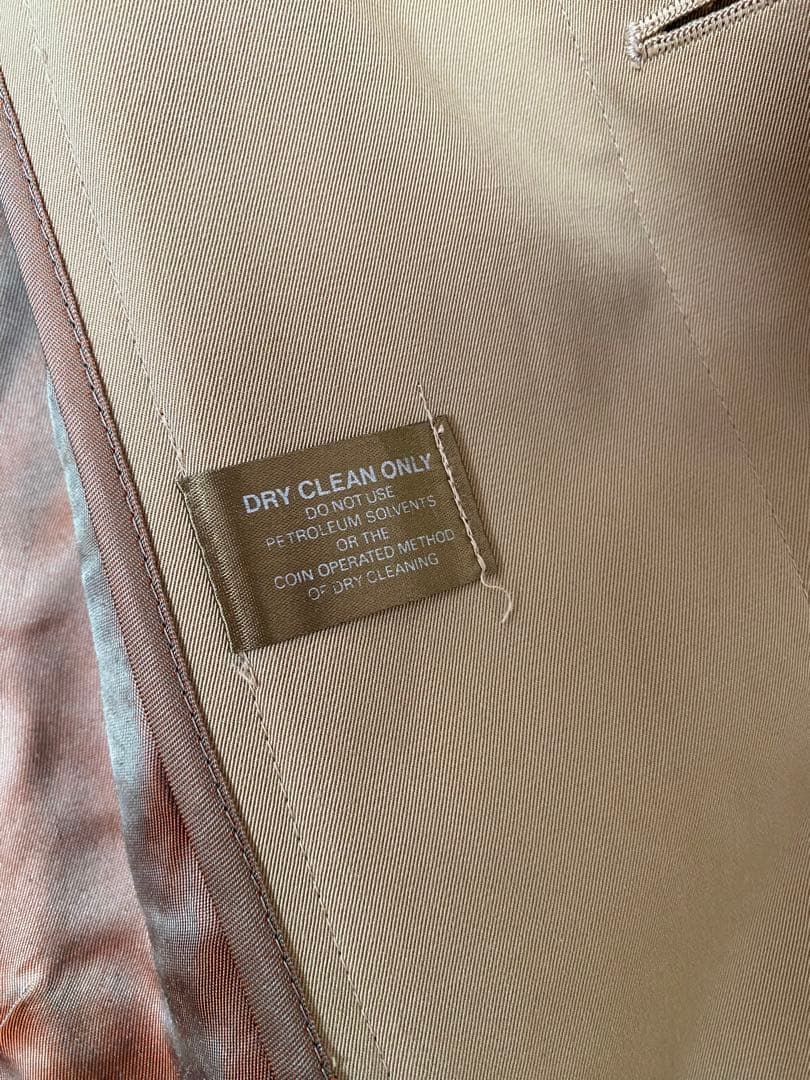 DRY CLEAN ONLY
DO NOT USE
PETROLEUM SOLVENTS
OR THE
COIN OPERATED METHOD
OF DRY CLEANING